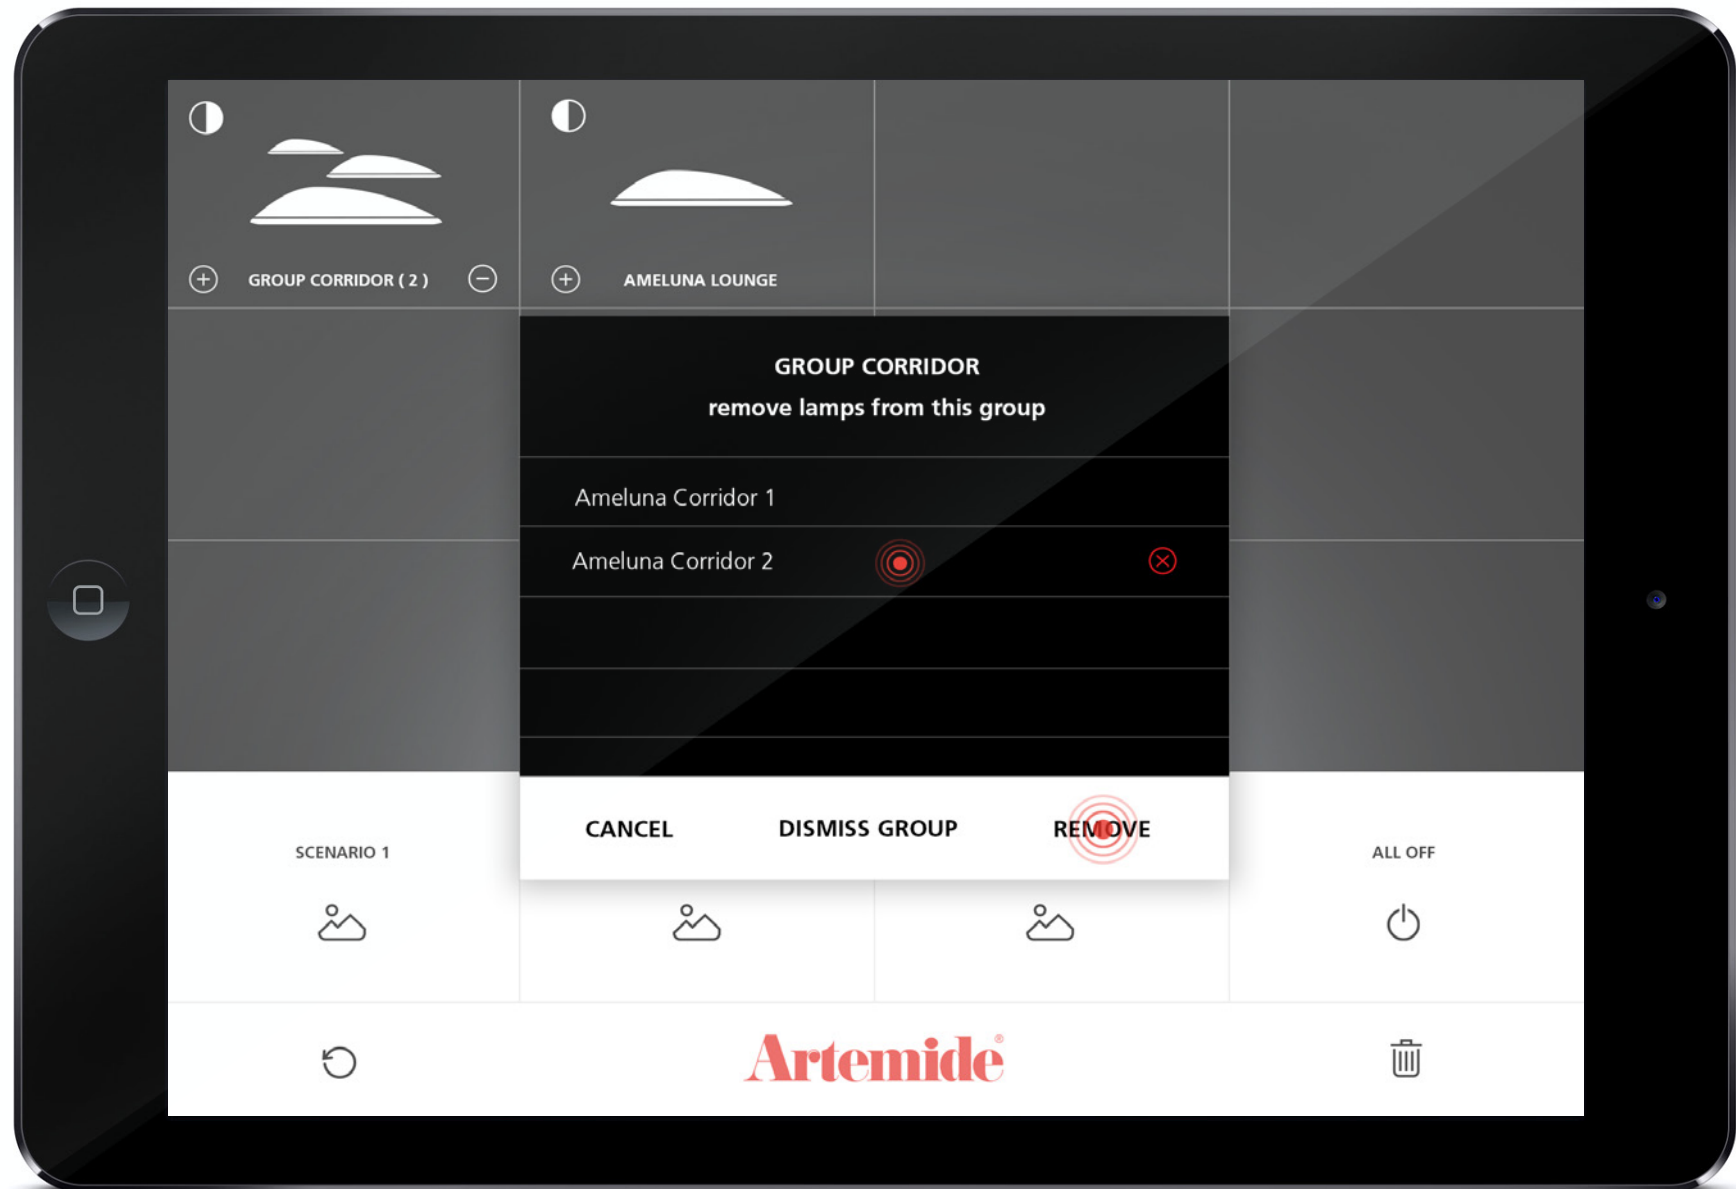 GROUP CORRIDOR ( 2 )
AMELUNA LOUNGE
GROUP CORRIDOR
remove lamps from this group
Ameluna Corridor 1
Ameluna Corridor 2
CANCEL
DISMISS GROUP
REMOVE
SCENARIO 1
ALL OFF
Artemide®